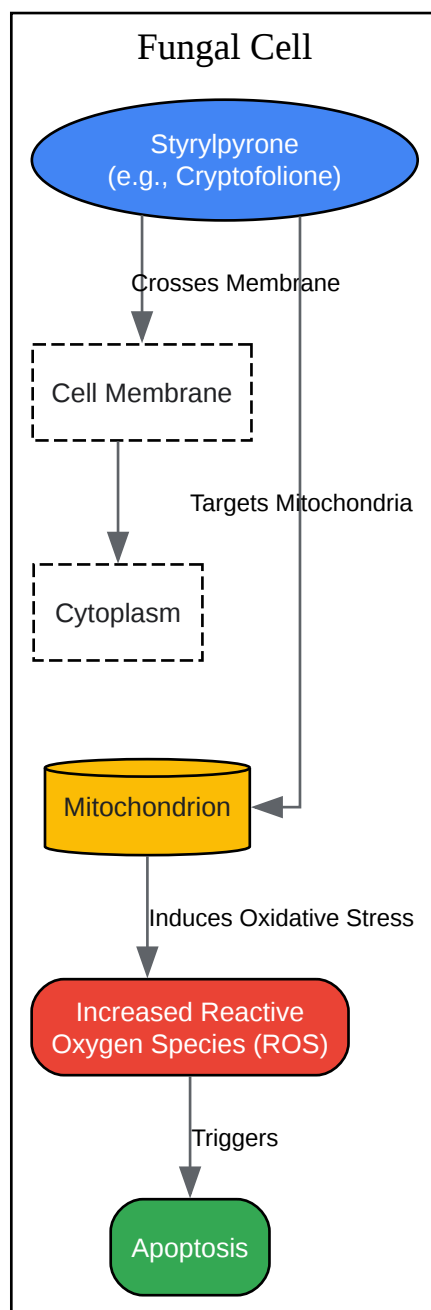 Fungal Cell
Styrylpyrone
(e.g., Cryptofolione)
Crosses Membrane
Cell Membrane
Targets Mitochondria
Cytoplasm
Mitochondrion
Induces Oxidative Stress
Increased Reactive
Oxygen Species (ROS)
Triggers
Apoptosis